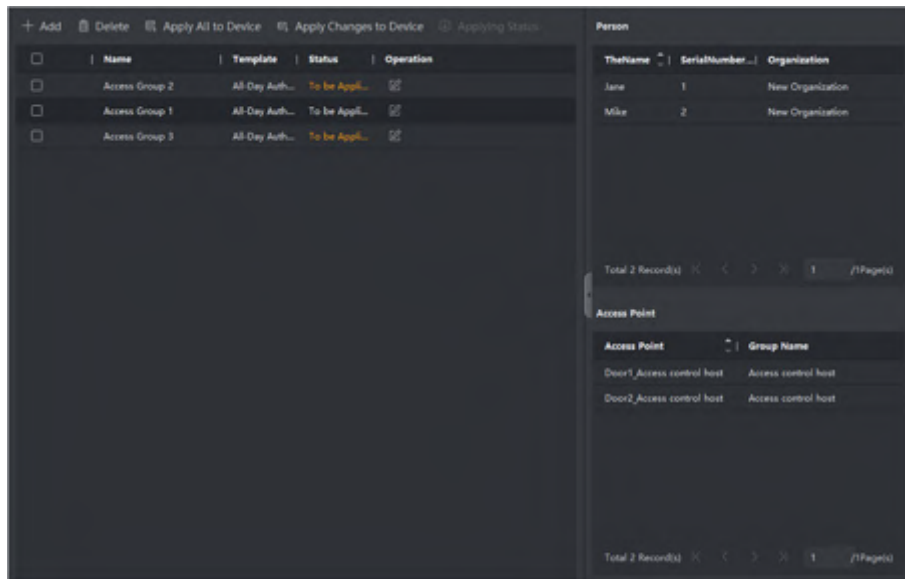 + Add Delete Apply All to Device Apply Changes to Device Applying Status
Name | Template | Status | Operation
Access Group 2 All-Day Auth... To be Appli...
Access Group 1 All-Day Auth... To be Appli...
Access Group 3 All-Day Auth... To be Appli...
Person
TheName | SerialNumber... | Organization
Jane 1 New Organization
Mike 2 New Organization
Total 2 Record(s) 1 /1Page(s)
Access Point
Access Point | Group Name
Door1_Access control host Access control host
Door2_Access control host Access control host
Total 2 Record(s) 1 /1Page(s)